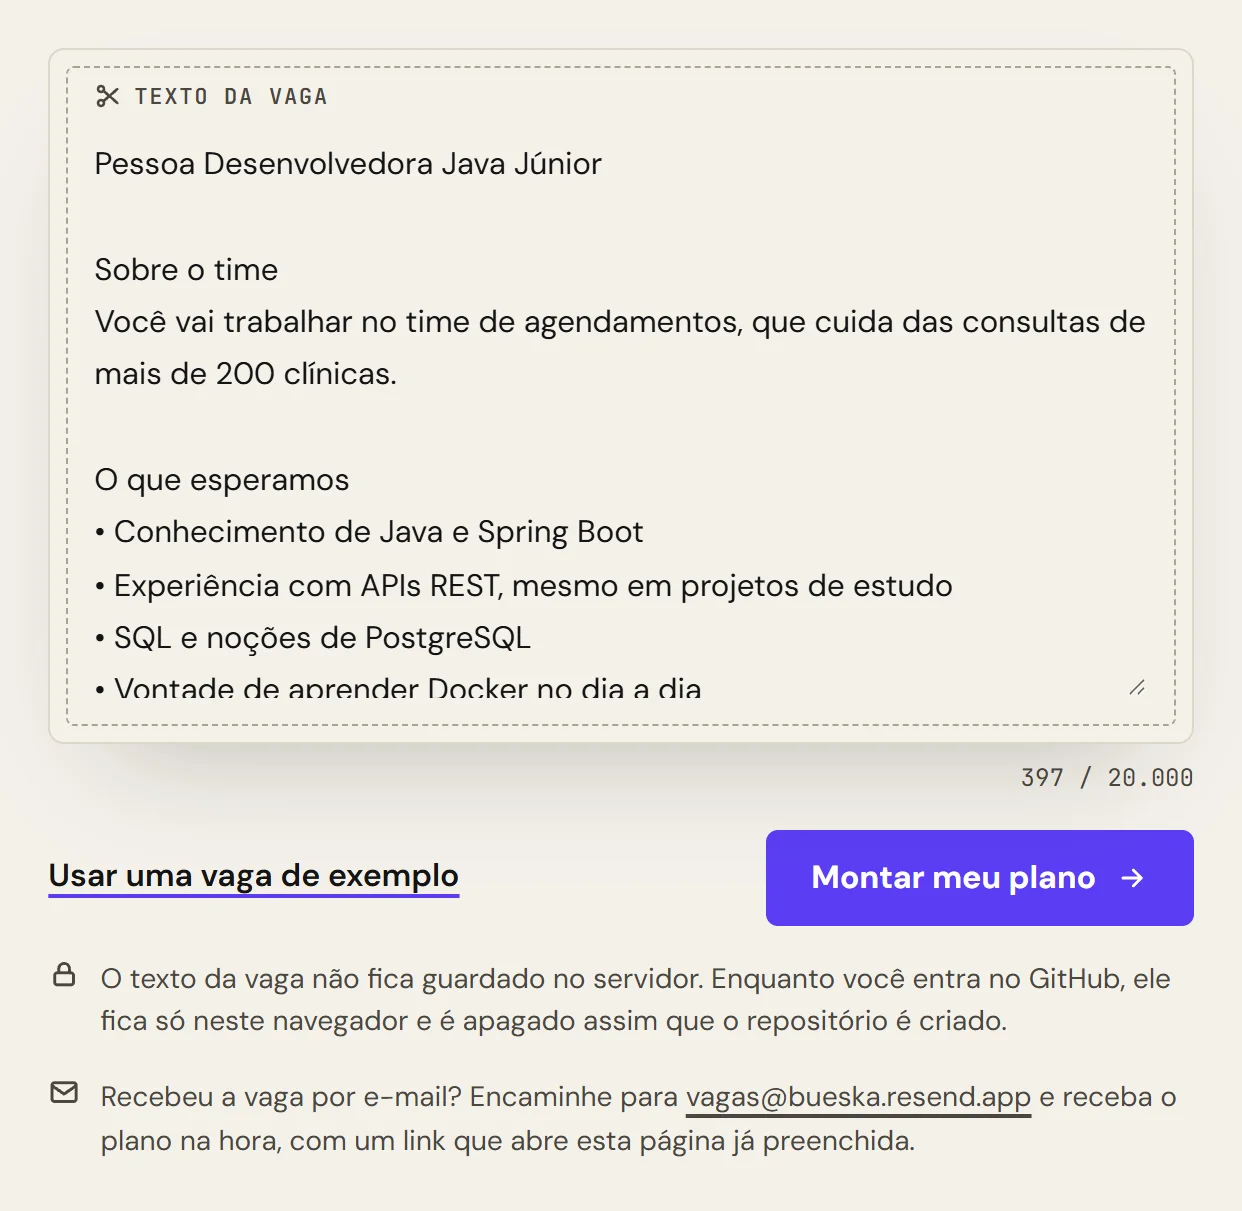 TEXTO DA VAGA
Pessoa Desenvolvedora Java Júnior
Sobre o time
Você vai trabalhar no time de agendamentos, que cuida das consultas de
mais de 200 clínicas.
O que esperamos
• Conhecimento de Java e Spring Boot
• Experiência com APIs REST, mesmo em projetos de estudo
• SQL e noções de PostgreSQL
• Vontade de aprender Docker no dia a dia
397 / 20.000
Usar uma vaga de exemplo
Montar meu plano →
O texto da vaga não fica guardado no servidor. Enquanto você entra no GitHub, ele
fica só neste navegador e é apagado assim que o repositório é criado.
Recebeu a vaga por e-mail? Encaminhe para vagas@bueska.resend.app e receba o
plano na hora, com um link que abre esta página já preenchida.